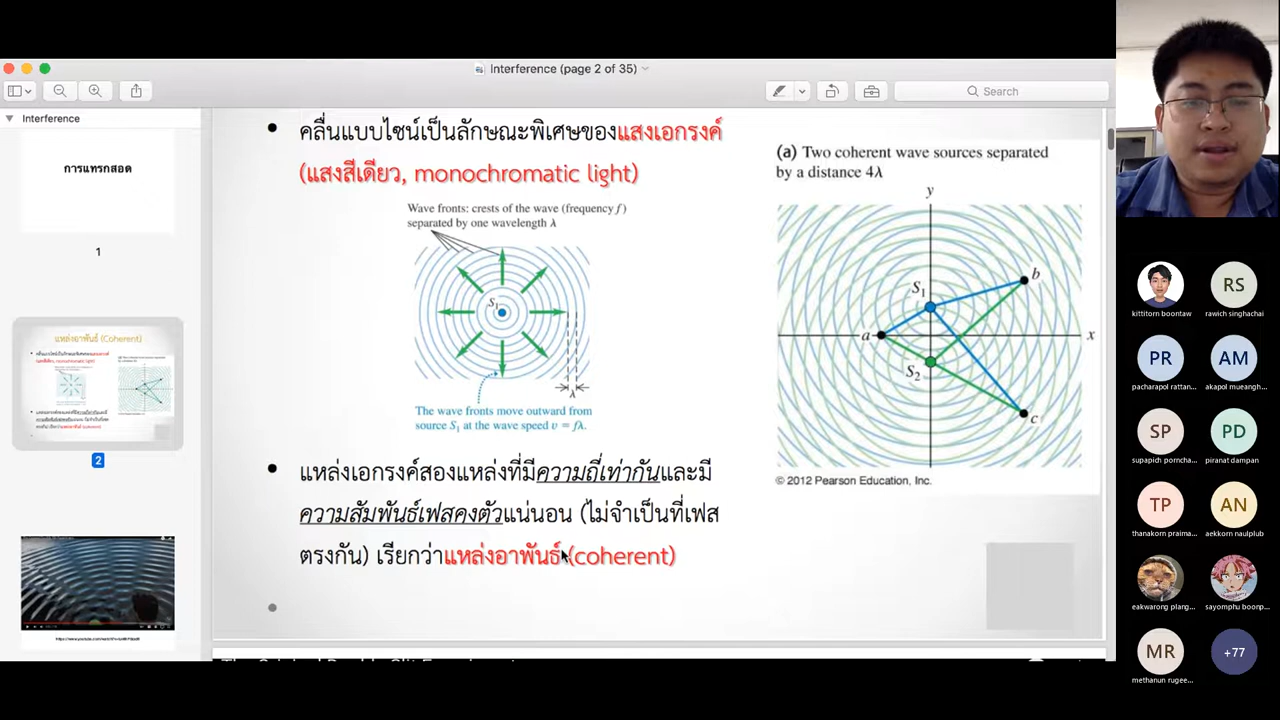 Interference (page 2 of 35)
Search
Interference
การแทรกสอด
1
แหล่งอาพันธ์ (Coherent)
2
คลื่นแบบไซน์เป็นลักษณะพิเศษของแสงเอกรงค์
(แสงสีเดียว, monochromatic light)
Wave fronts: crests of the wave (frequency f)
separated by one wavelength λ
S₁
λ
The wave fronts move outward from
source S₁ at the wave speed v = fλ.
แหล่งเอกรงค์สองแหล่งที่มีความถี่เท่ากันและมี
ความสัมพันธ์เฟสคงตัวแน่นอน (ไม่จำเป็นที่เฟส
ตรงกัน) เรียกว่าแหล่งอาพันธ์ (coherent)
(a) Two coherent wave sources separated
by a distance 4λ
y
S₁
b
a
x
S₂
c
© 2012 Pearson Education, Inc.
kittitorn boontaw
RS
rawich singhachai
PR
pacharapol rattan...
AM
akapol mueangh...
SP
supapich porncha...
PD
piranat dampan
TP
thanakorn praima...
AN
aekkorn naulplub
eakwarong plang...
sayomphu boonp...
MR
methanun rugee...
+77